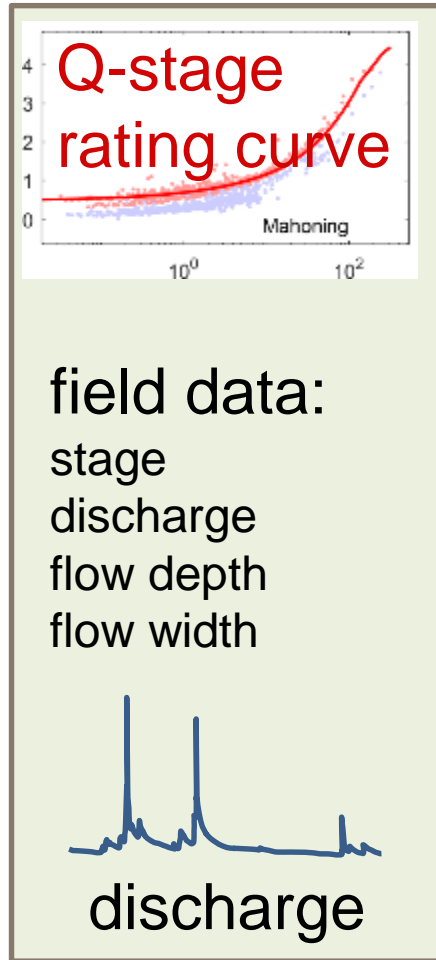 Q-stage
rating curve
4
3
2
1
0
Mahoning
10⁰
10²
field data:
stage
discharge
flow depth
flow width
discharge